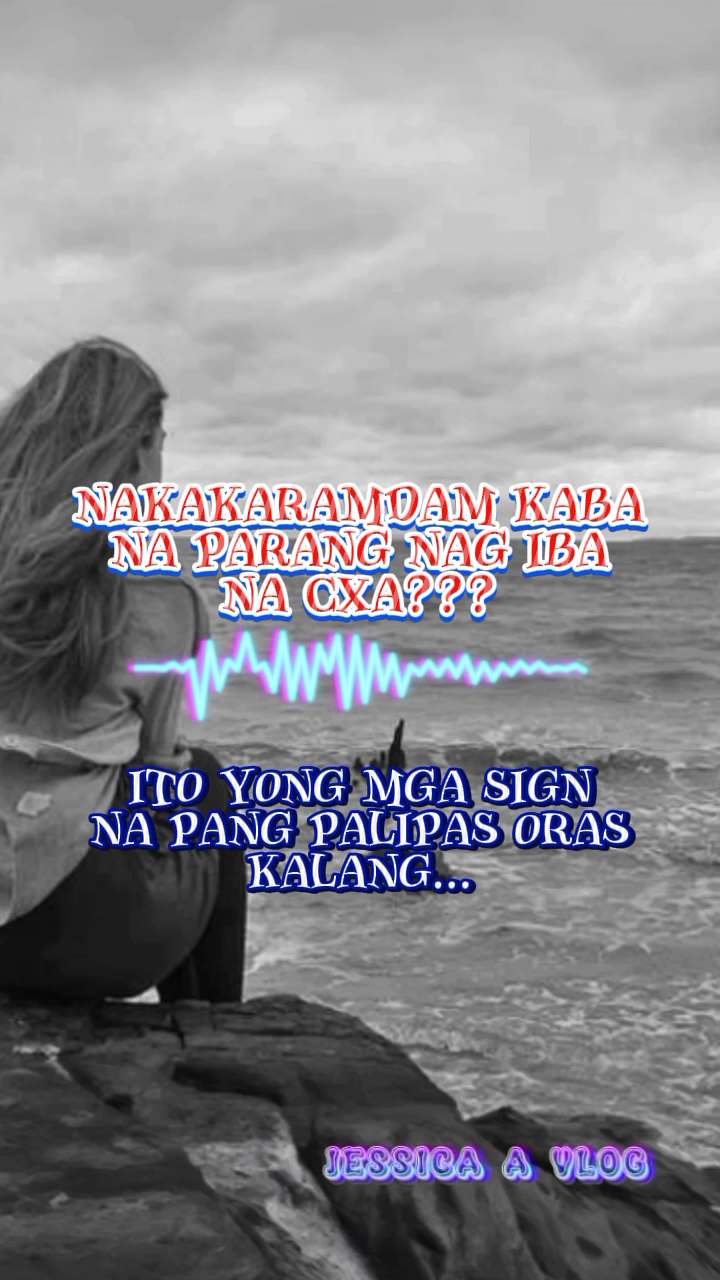 NAKAKARAMDAM KABA
NA PARANG NAG IBA
NA CXA???
ITO YONG MGA SIGN
NA PANG PALIPAS ORAS
KALANG...
JESSICA A VLOG